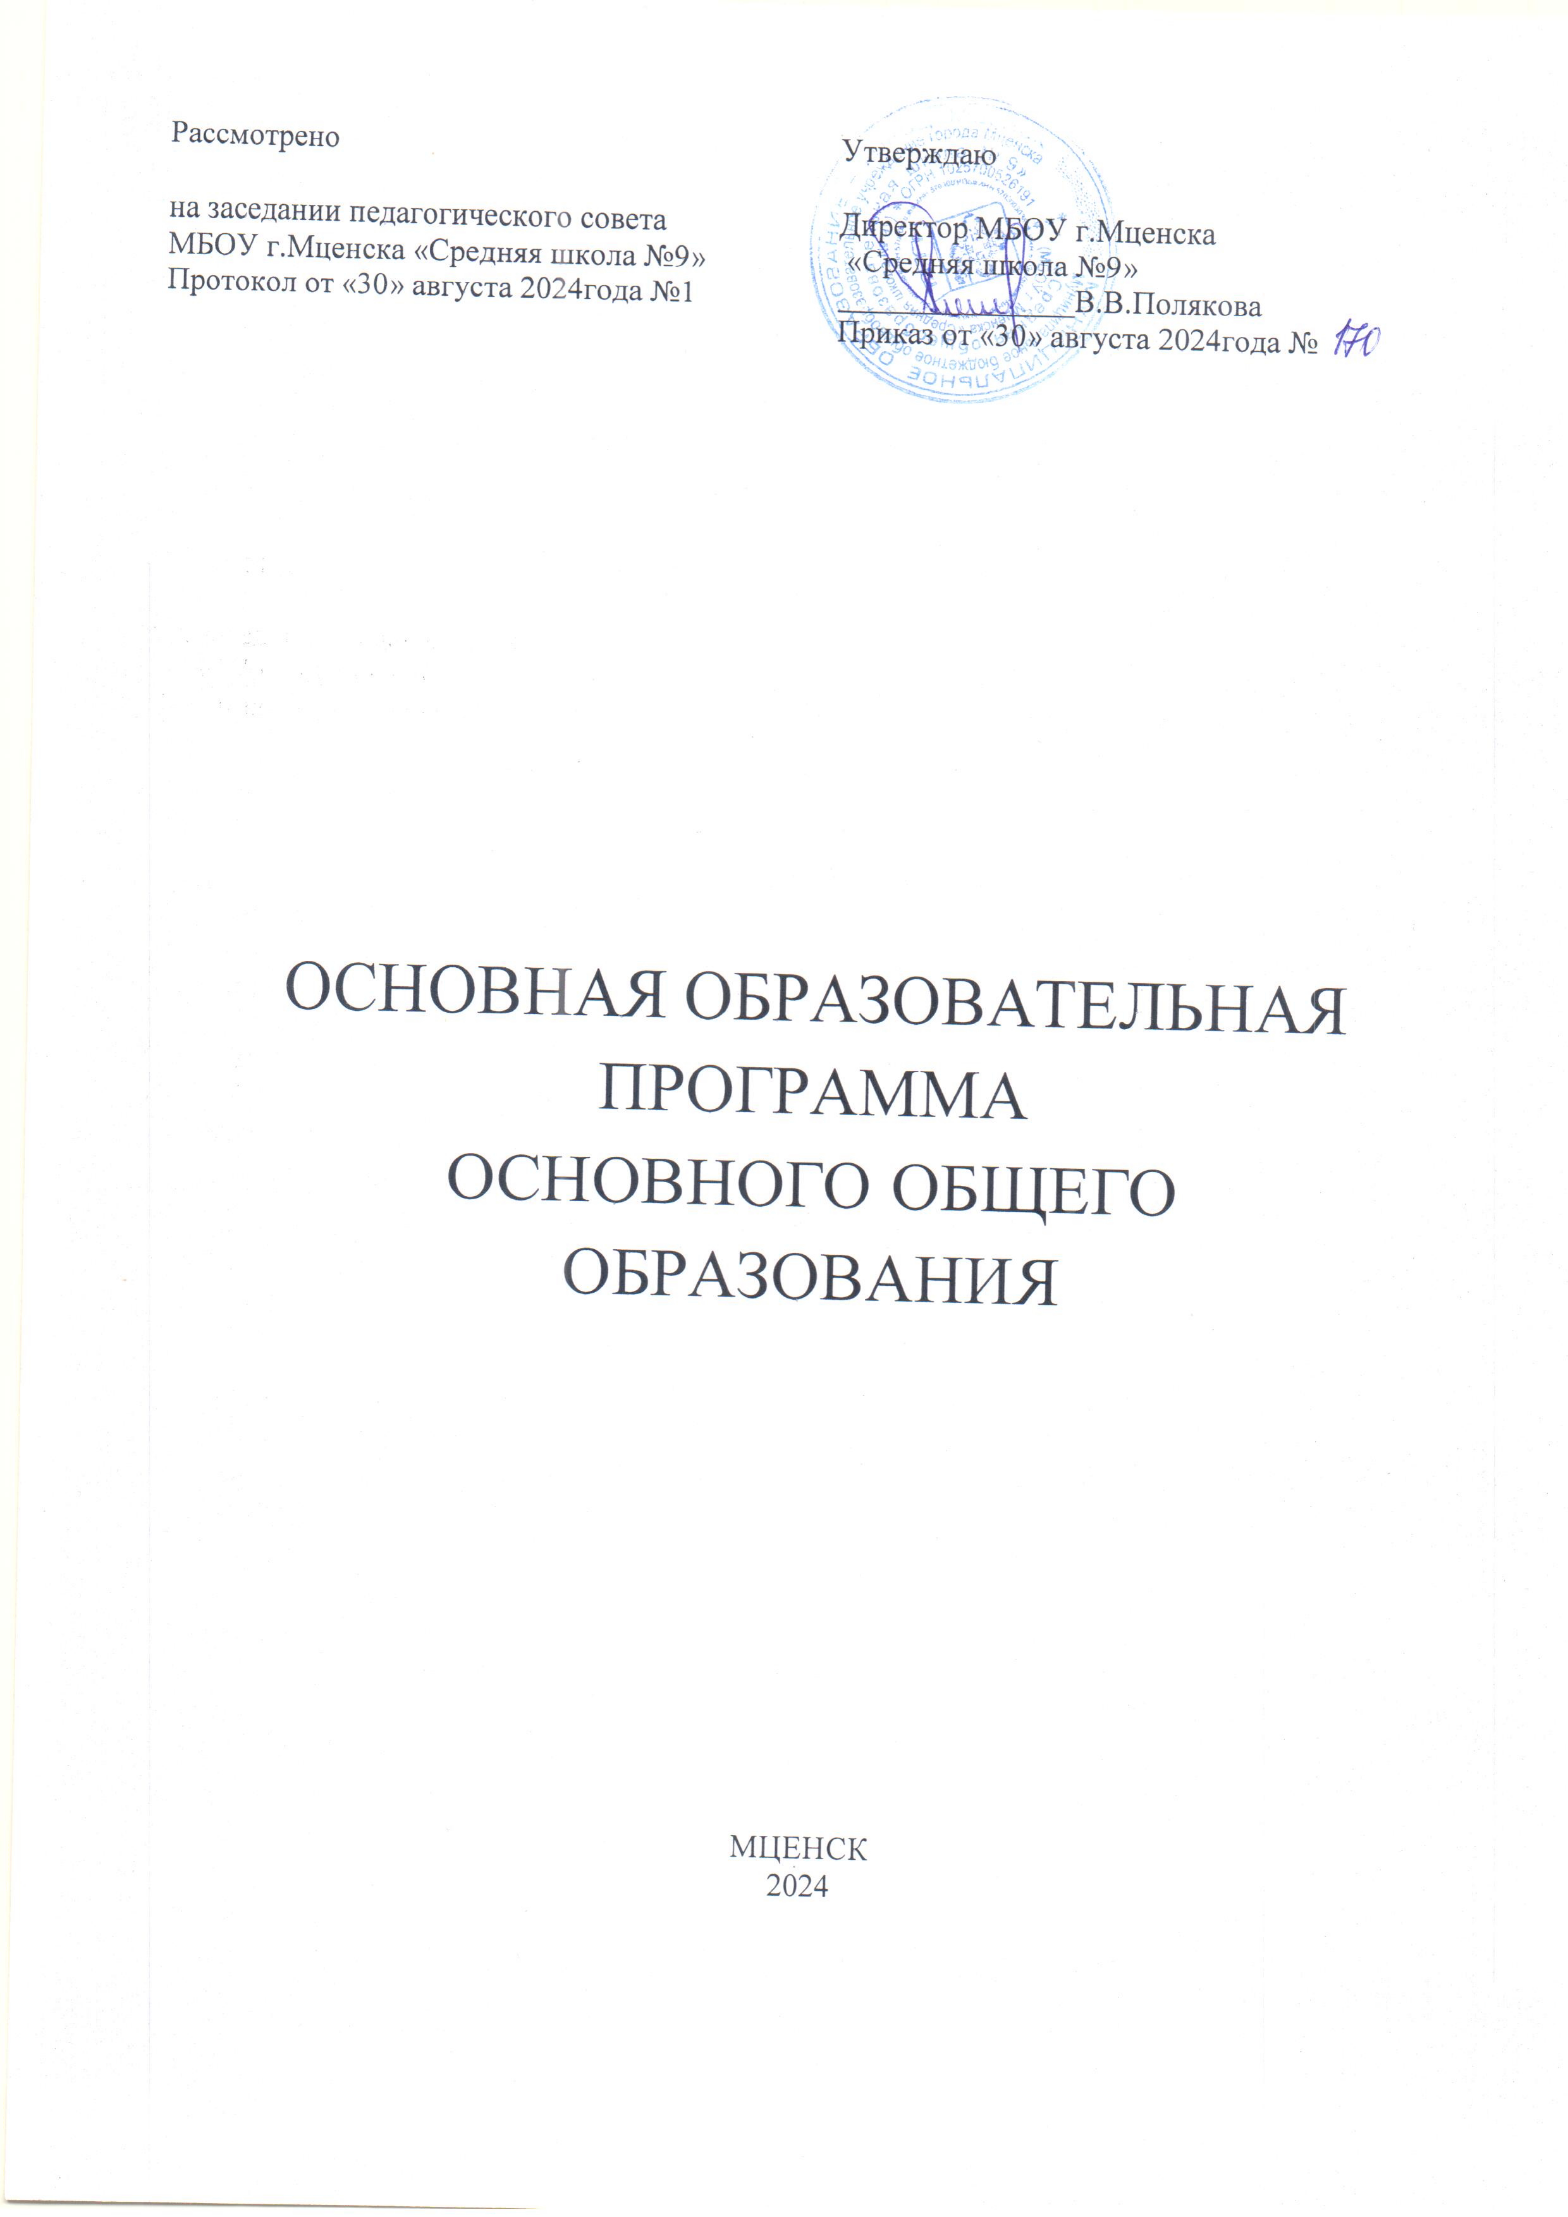 Рассмотрено
на заседании педагогического совета
МБОУ г.Мценска «Средняя школа №9»
Протокол от «30» августа 2024года №1
Утверждаю
Директор МБОУ г.Мценска
«Средняя школа №9»
В.В.Полякова
Приказ от «30» августа 2024года № 170
ОСНОВНАЯ ОБРАЗОВАТЕЛЬНАЯ
ПРОГРАММА
ОСНОВНОГО ОБЩЕГО
ОБРАЗОВАНИЯ
МЦЕНСК
2024